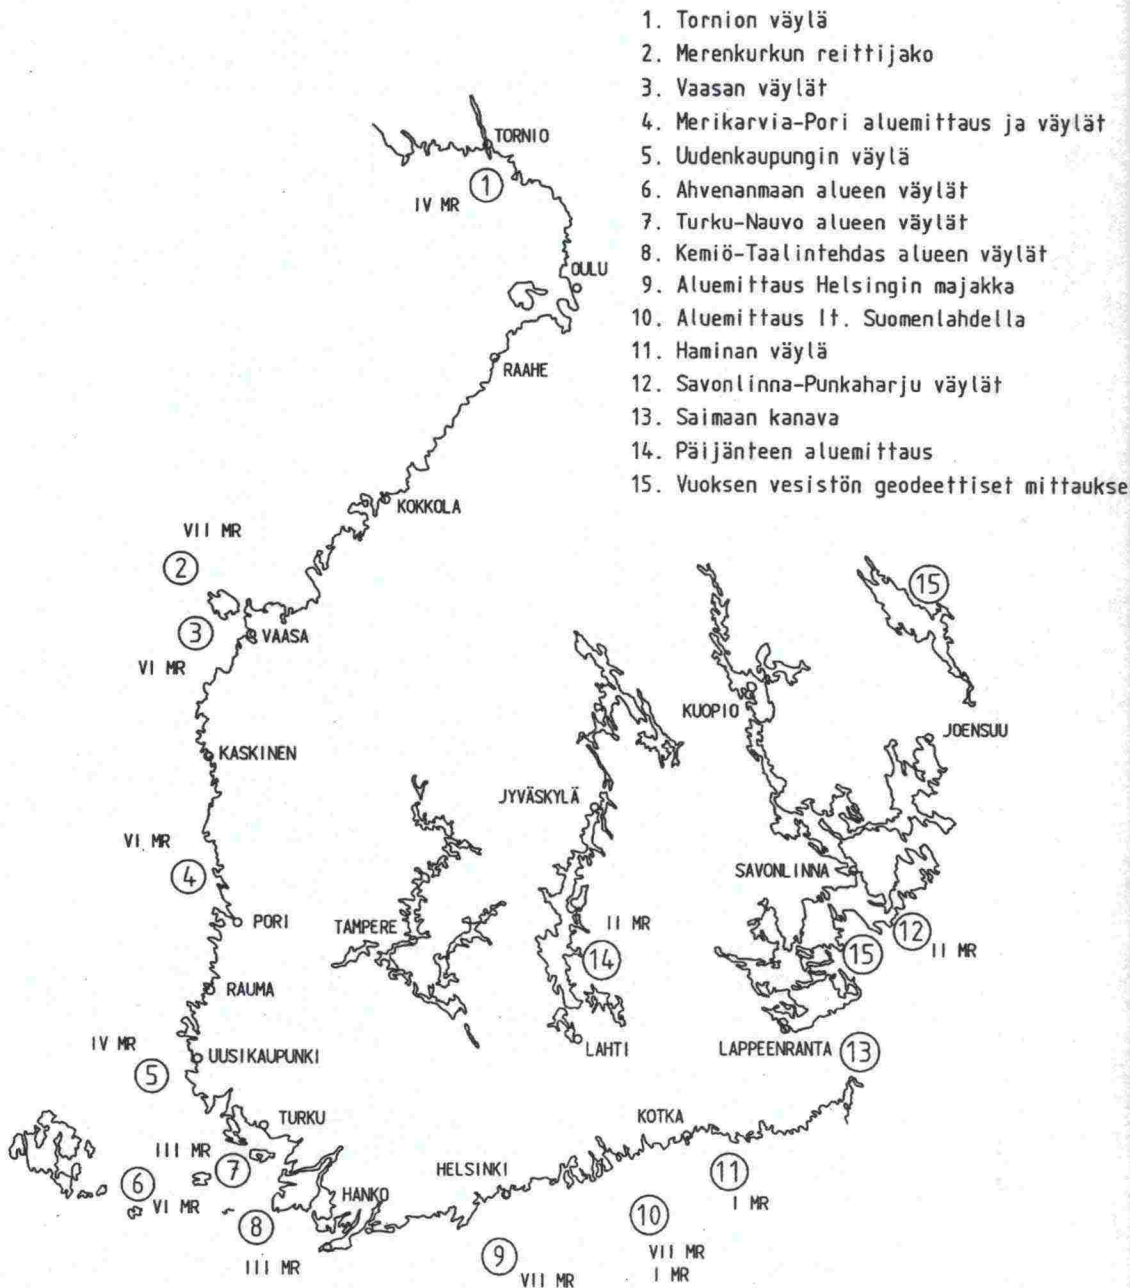 1. Tornion väylä
2. Merenkurkun reittijako
3. Vaasan väylät
4. Merikarvia-Pori aluemittaus ja väylät
5. Uudenkaupungin väylä
6. Ahvenanmaan alueen väylät
7. Turku-Nauvo alueen väylät
8. Kemiö-Taalintehdas alueen väylät
9. Aluemittaus Helsingin majakka
10. Aluemittaus It. Suomenlahdella
11. Haminan väylä
12. Savonlinna-Punkaharju väylät
13. Saimaan kanava
14. Päijänteen aluemittaus
15. Vuoksen vesistön geodeettiset mittaukse
TORNIO
1
IV MR
OULU
RAAHE
KOKKOLA
VII MR
2
15
3
VAASA
VI MR
KUOPIO
JOENSUU
KASKINEN
JYVÄSKYLÄ
VI MR
4
SAVONLINNA
PORI
TAMPERE
II MR
12
II MR
14
15
RAUMA
IV MR
UUSIKAUPUNKI
LAHTI
LAPPEENRANTA
13
5
TURKU
KOTKA
III MR
7
HELSINKI
11
6
VI MR
HANKO
I MR
8
10
III MR
9
VII MR
VII MR
I MR